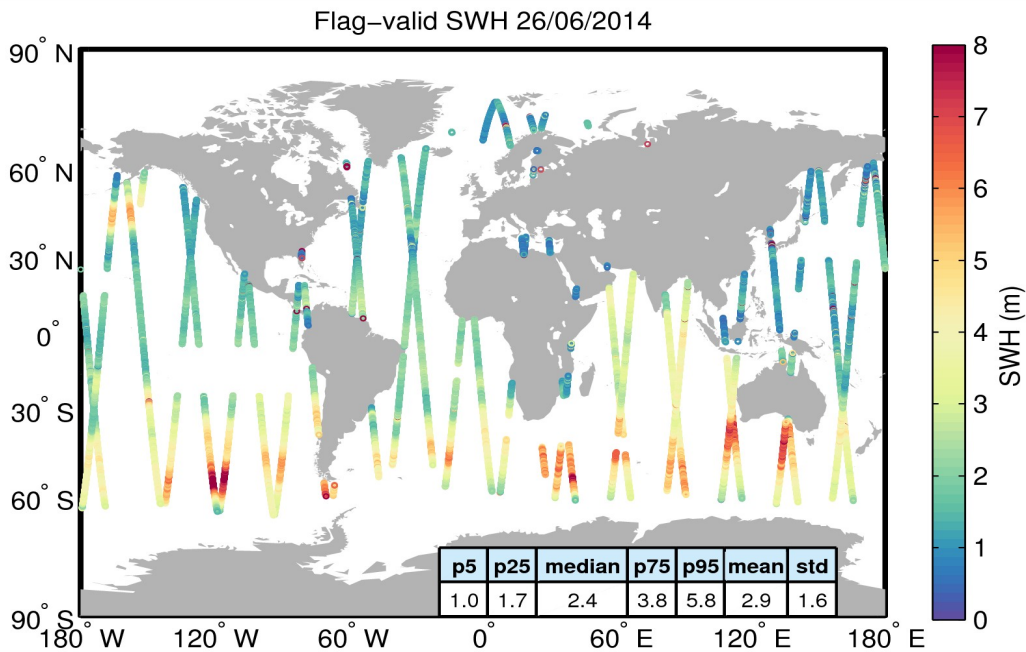 Flag−valid SWH 26/06/2014
90° N
60° N
30° N
0°
30° S
60° S
90° S
180° W
120° W
60° W
0°
60° E
120° E
180° E
p5 p25 median p75 p95 mean std
1.0 1.7 2.4 3.8 5.8 2.9 1.6
8
7
6
5
4
3
2
1
0
SWH (m)